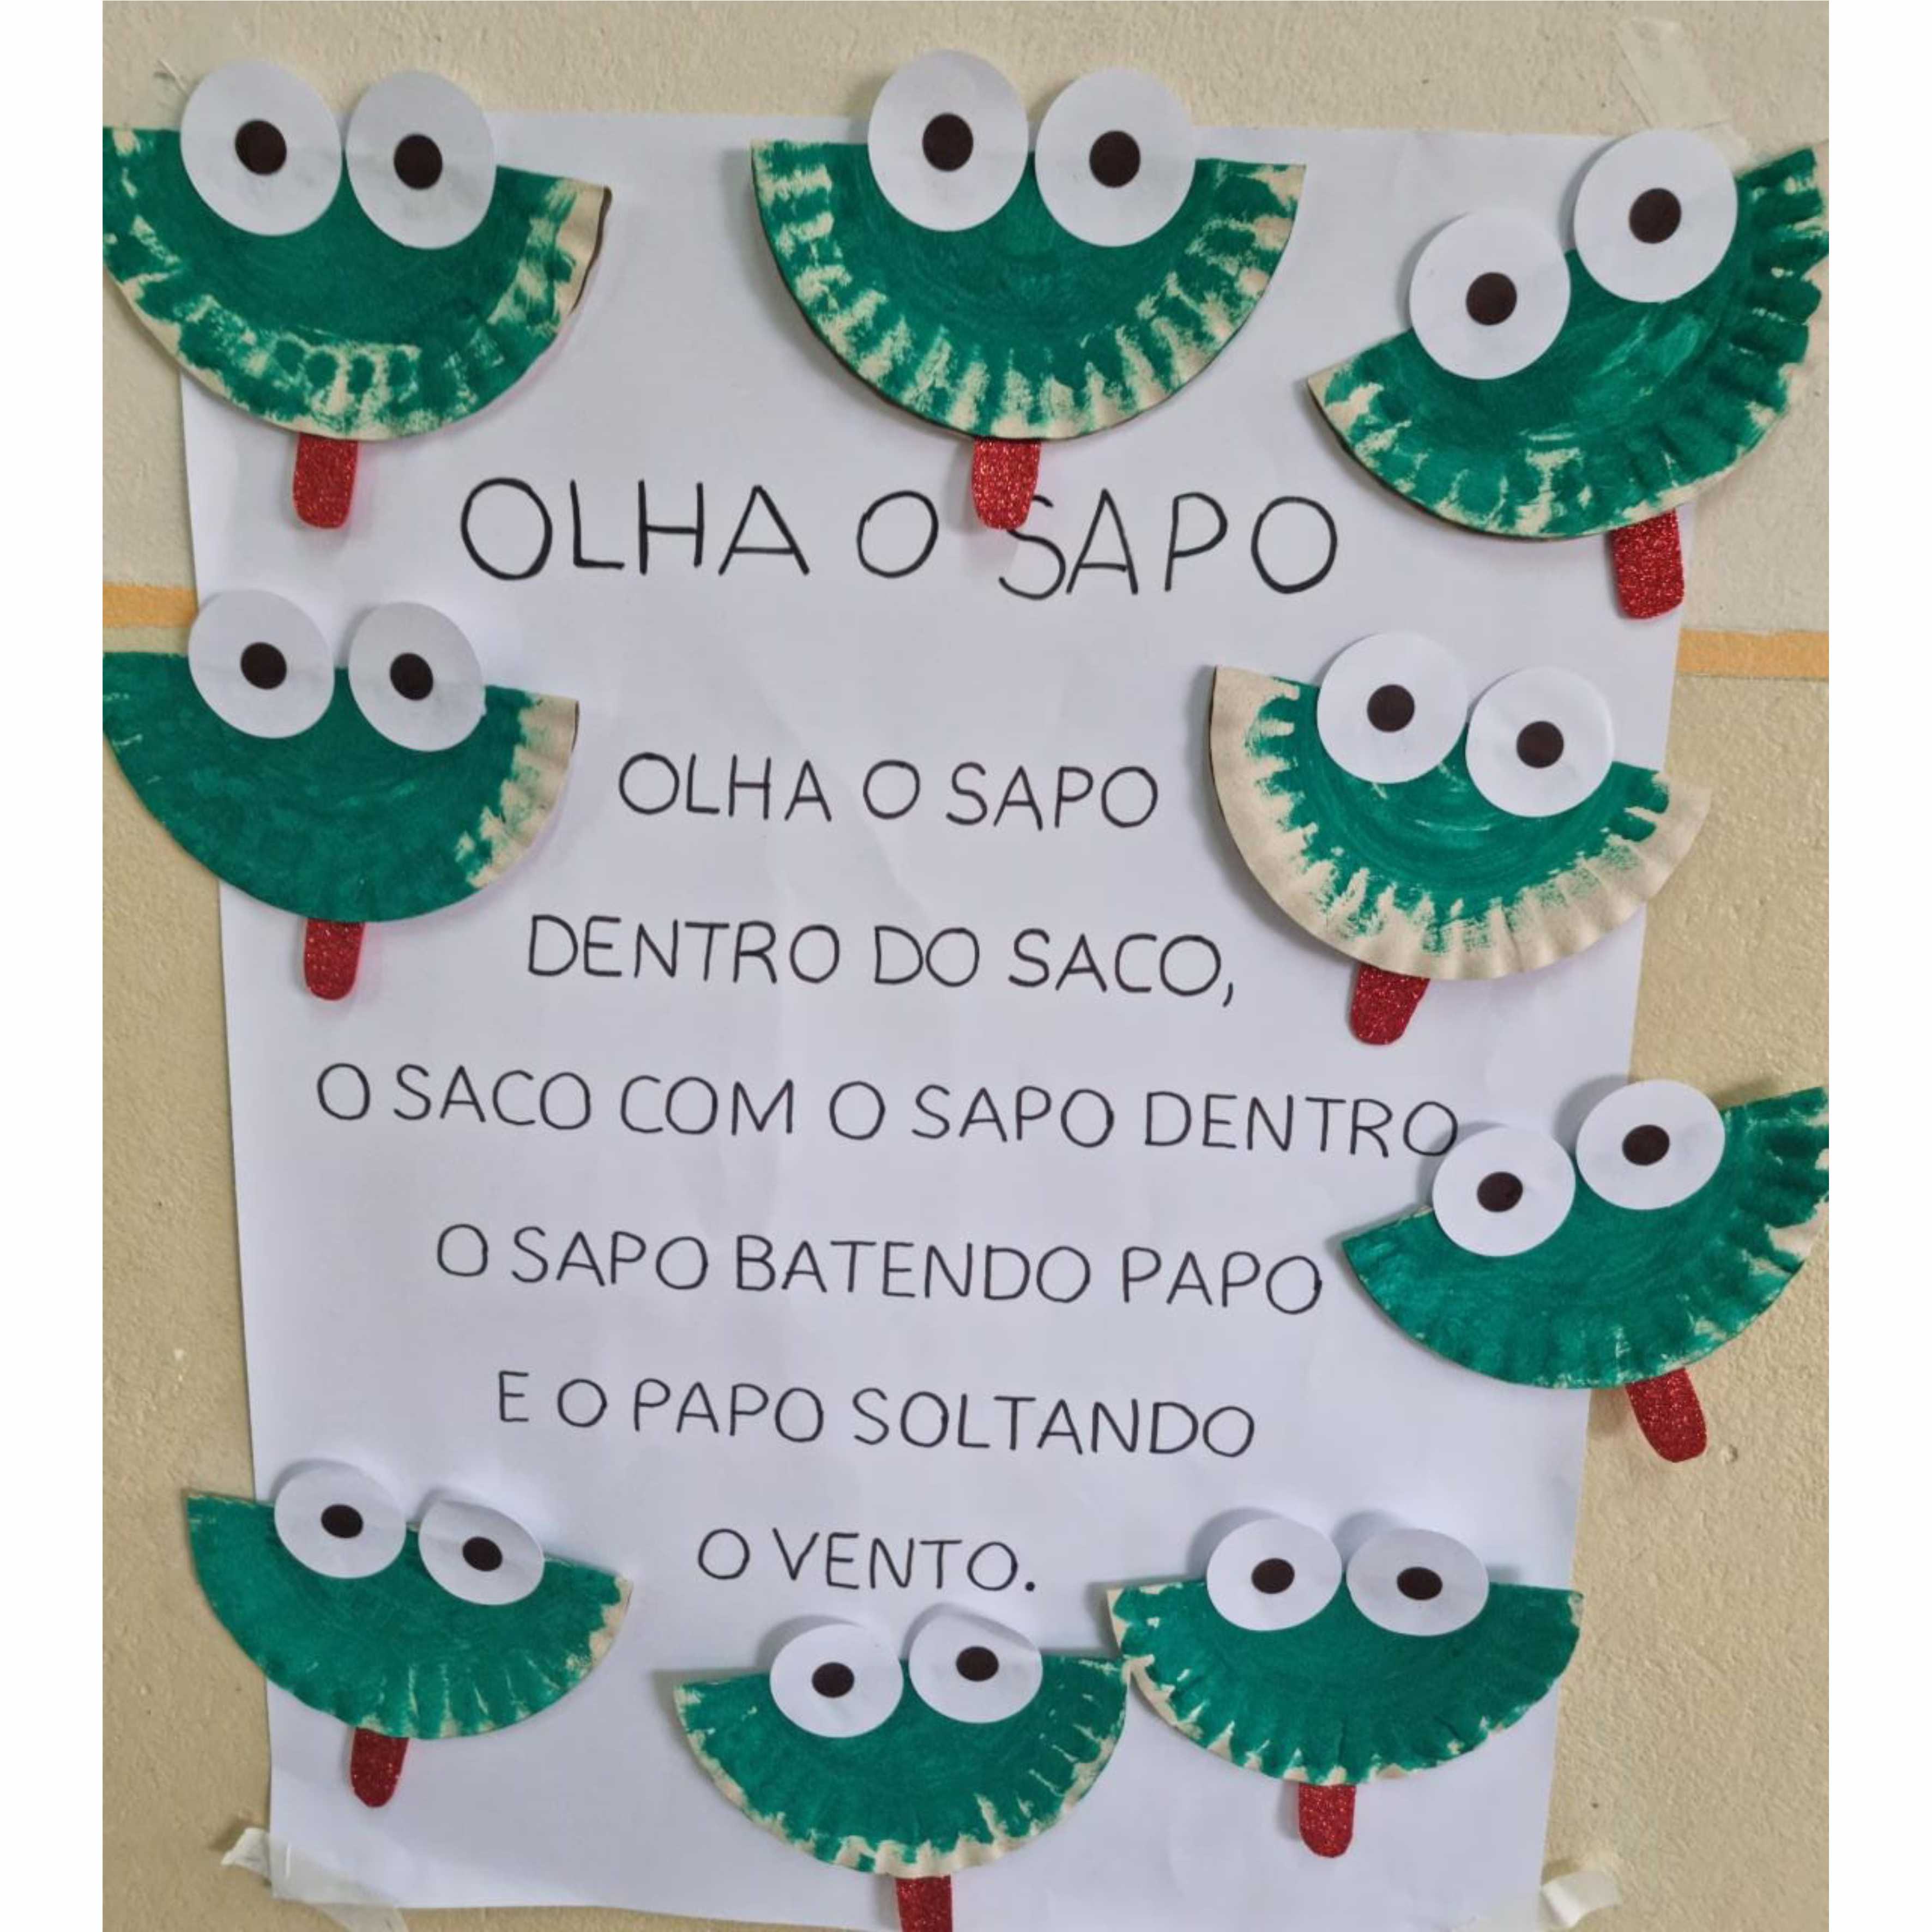 OLHA O SAPO
OLHA O SAPO
DENTRO DO SACO,
O SACO COM O SAPO DENTRO
O SAPO BATENDO PAPO
E O PAPO SOLTANDO
O VENTO.